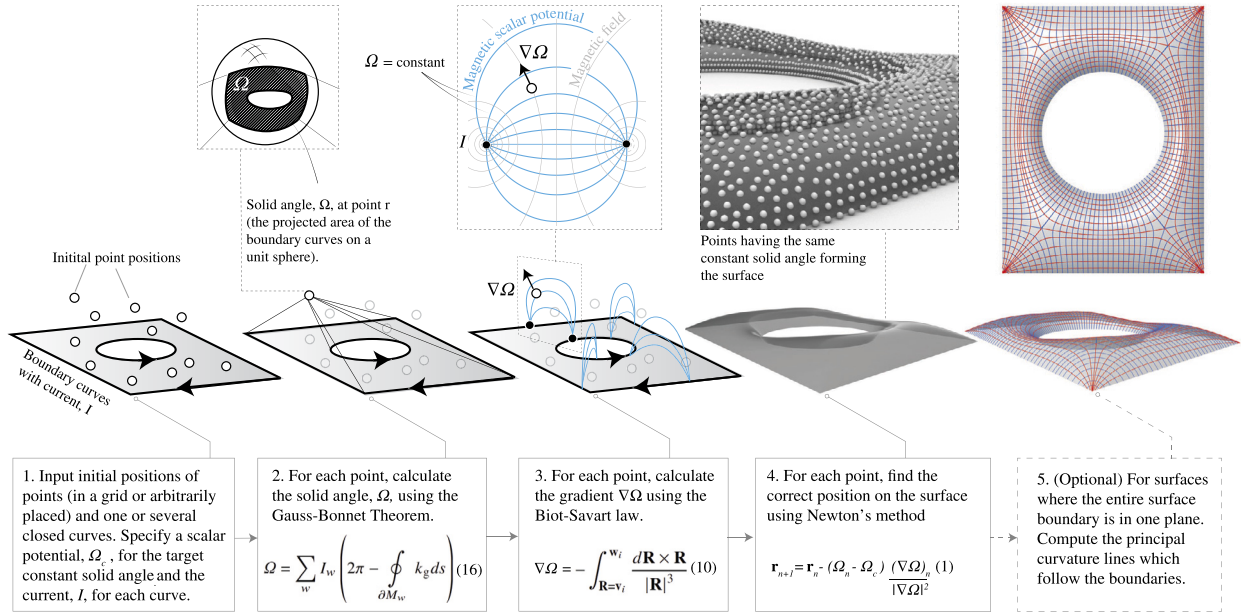 Ω
Ω = constant
Magnetic scalar potential
Magnetic field
∇Ω
I
Solid angle, Ω, at point r
(the projected area of the
boundary curves on a
unit sphere).
Points having the same
constant solid angle forming
the surface
Initital point positions
∇Ω
Boundary curves
with current, I
1. Input initial positions of
points (in a grid or arbitrarily
placed) and one or several
closed curves. Specify a scalar
potential, Ω_c , for the target
constant solid angle and the
current, I, for each curve.
2. For each point, calculate
the solid angle, Ω, using the
Gauss-Bonnet Theorem.
Ω = ∑_w I_w (2π − ∮_{∂M_w} k_g ds) (16)
3. For each point, calculate
the gradient ∇Ω using the
Biot-Savart law.
∇Ω = − ∫_{R=v_i}^{w_i} dR × R / |R|^3 (10)
4. For each point, find the
correct position on the surface
using Newton's method
r_{n+1} = r_n - (Ω_n - Ω_c ) (∇Ω)_n / |∇Ω|^2 (1)
5. (Optional) For surfaces
where the entire surface
boundary is in one plane.
Compute the principal
curvature lines which
follow the boundaries.